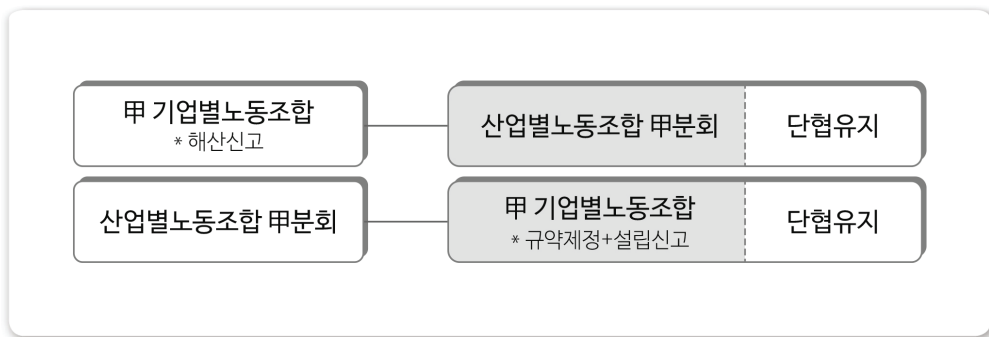 甲 기업별노동조합
* 해산신고
산업별노동조합 甲분회
단협유지
산업별노동조합 甲분회
甲 기업별노동조합
* 규약제정+설립신고
단협유지